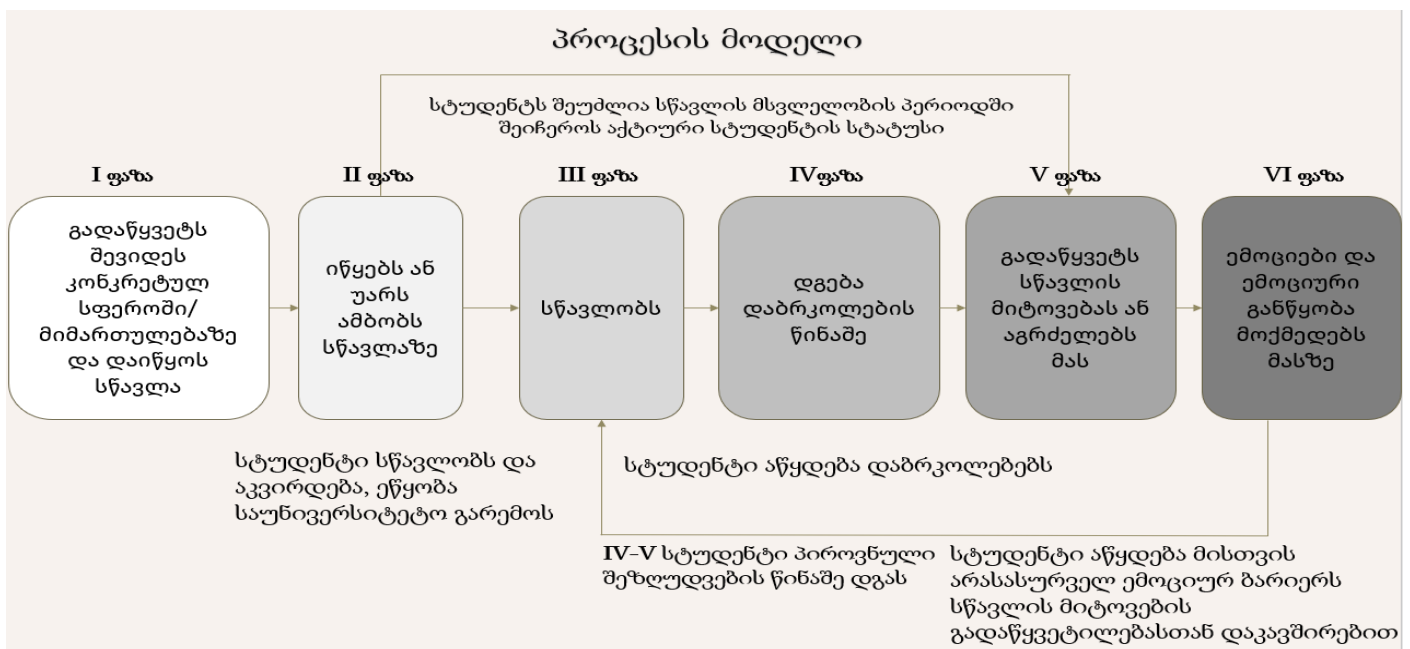 პროცესის მოდელი
სტუდენტს შეუძლია სწავლის მსვლელობის პერიოდში
შეიჩეროს აქტიური სტუდენტის სტატუსი
I ფაზა
II ფაზა
III ფაზა
IVფაზა
V ფაზა
VI ფაზა
გადაწყვეტს
შევიდეს
კონკრეტულ
სფეროში/
მიმართულებაზე
და დაიწყოს
სწავლა
იწყებს ან
უარს
ამბობს
სწავლაზე
სწავლობს
დგება
დაბრკოლების
წინაშე
გადაწყვეტს
სწავლის
მიტოვებას ან
აგრძელებს
მას
ემოციები და
ემოციური
განწყობა
მოქმედებს
მასზე
სტუდენტი სწავლობს და
აკვირდება, ეწყობა
საუნივერსიტეტო გარემოს
სტუდენტი აწყდება დაბრკოლებებს
IV-V სტუდენტი პიროვნული
შეზღუდვების წინაშე დგას
სტუდენტი აწყდება მისთვის
არასასურველ ემოციურ ბარიერს
სწავლის მიტოვების
გადაწყვეტილებასთან დაკავშირებით